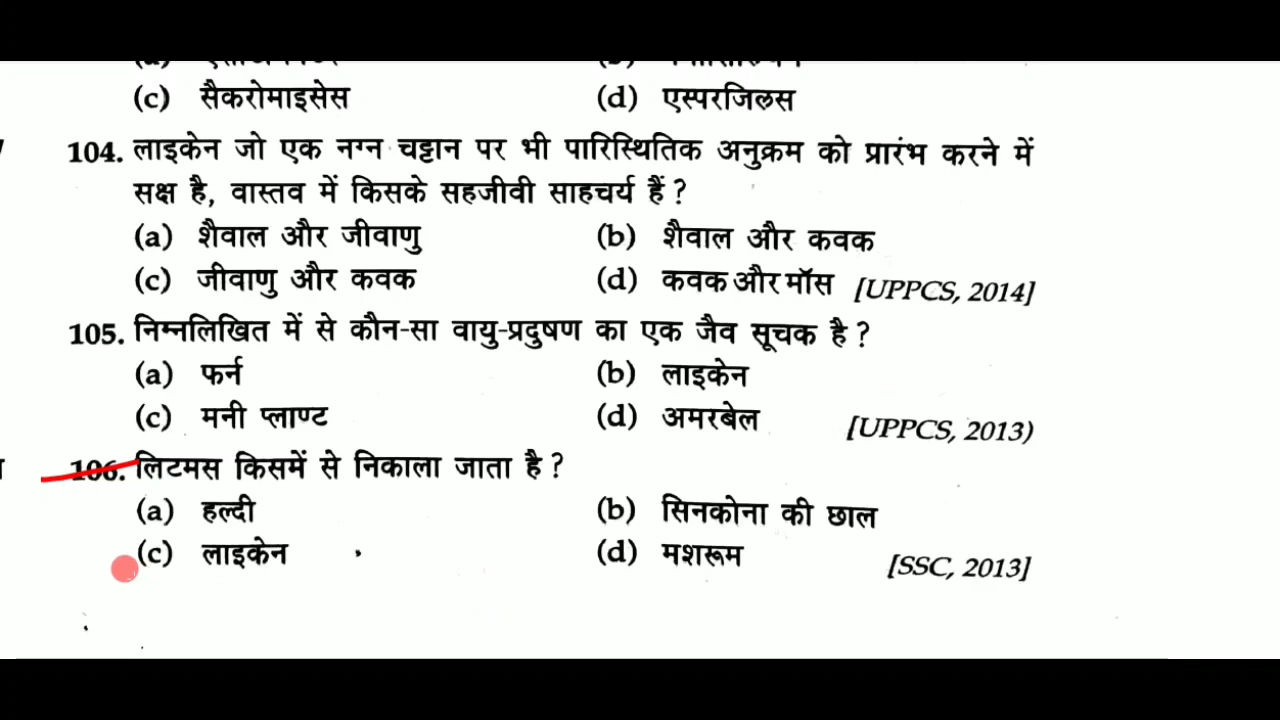 (c) सैकरोमाइसेस (d) एस्परजिलस
104. लाइकेन जो एक नग्न चट्टान पर भी पारिस्थितिक अनुक्रम को प्रारंभ करने में
सक्ष है, वास्तव में किसके सहजीवी साहचर्य हैं ?
(a) शैवाल और जीवाणु (b) शैवाल और कवक
(c) जीवाणु और कवक (d) कवक और मॉस [UPPCS, 2014]
105. निम्नलिखित में से कौन-सा वायु-प्रदुषण का एक जैव सूचक है ?
(a) फर्न (b) लाइकेन
(c) मनी प्लाण्ट (d) अमरबेल [UPPCS, 2013)
106. लिटमस किसमें से निकाला जाता है ?
(a) हल्दी (b) सिनकोना की छाल
(c) लाइकेन (d) मशरूम [SSC, 2013]